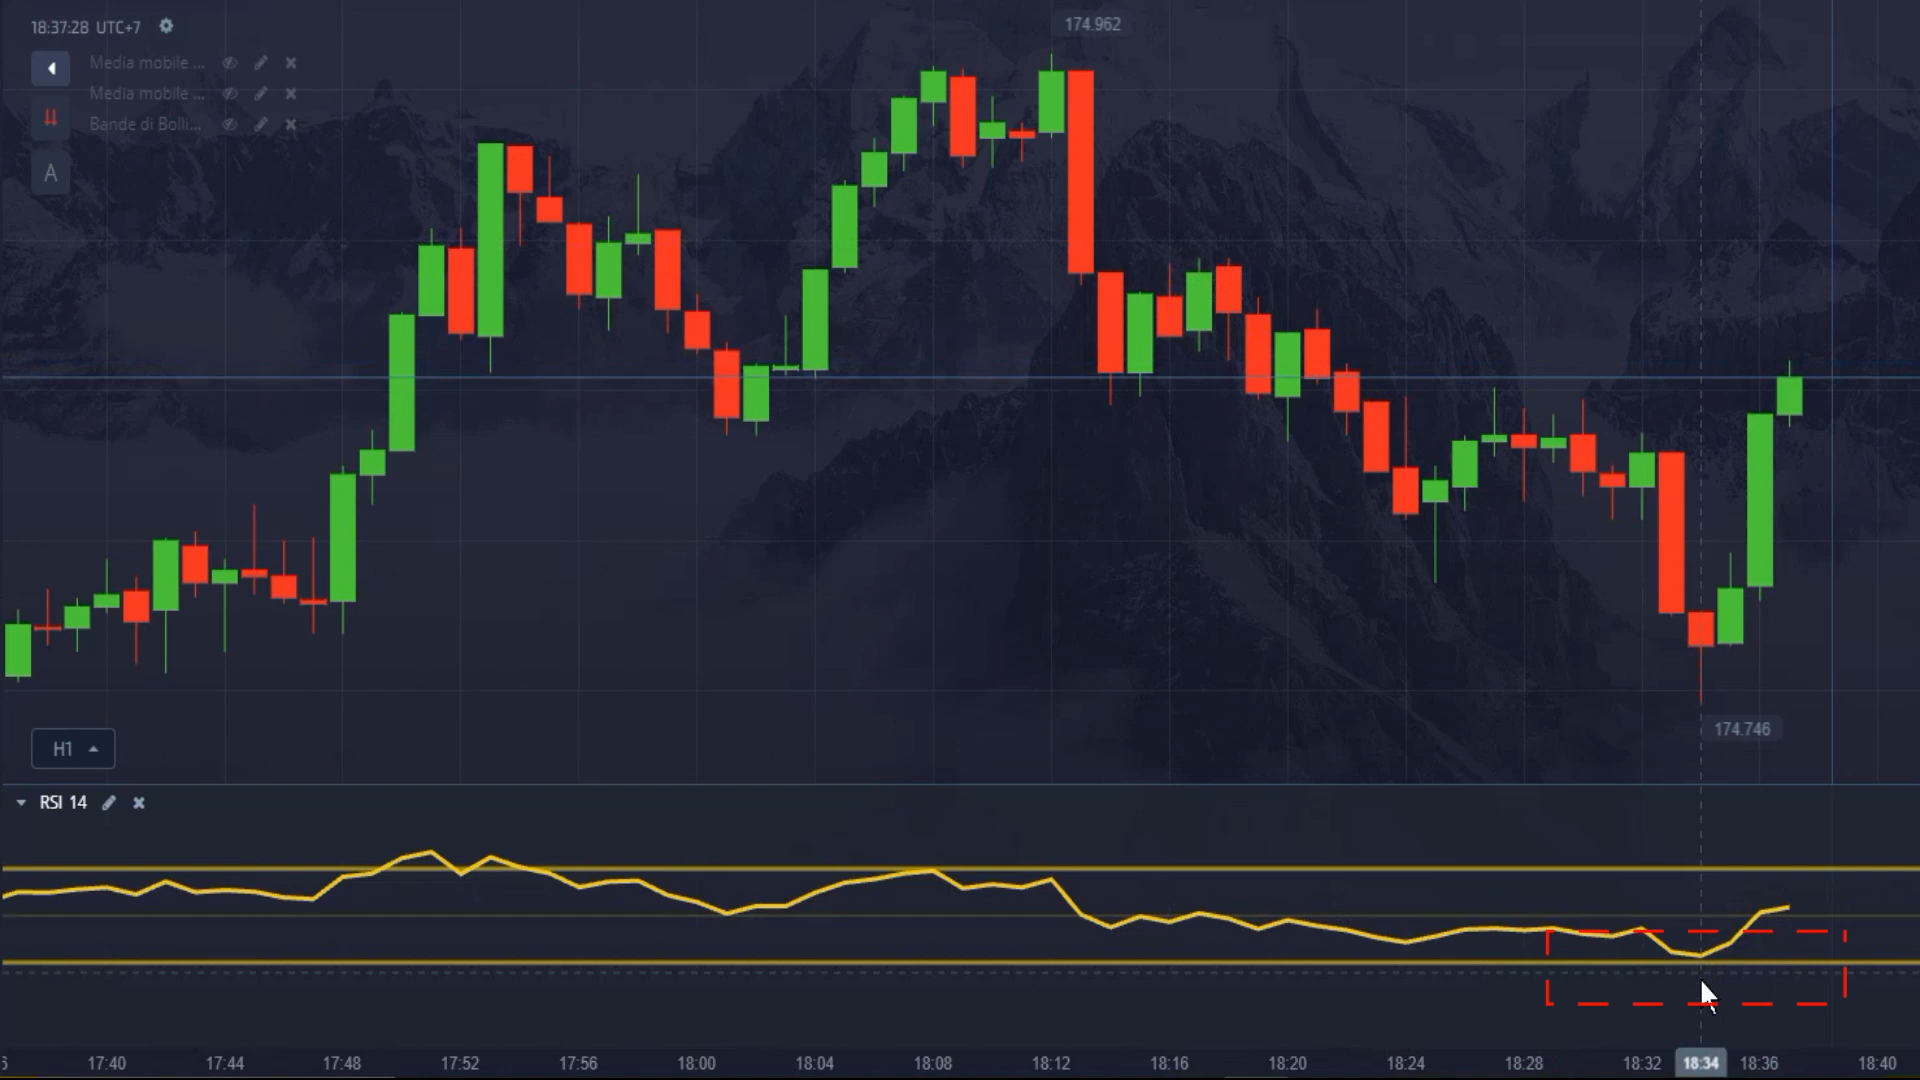 18:37:28 UTC+7
174.962
Media mobile ...
Media mobile ...
Bande di Bolli...
A
174.746
H1
RSI 14
6 17:40 17:44 17:48 17:52 17:56 18:00 18:04 18:08 18:12 18:16 18:20 18:24 18:28 18:32 18:34 18:36 18:40